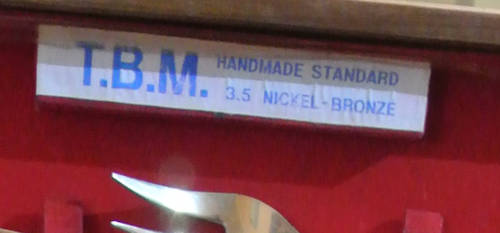 T.B.M.
HANDMADE STANDARD
3.5 NICKEL-BRONZE